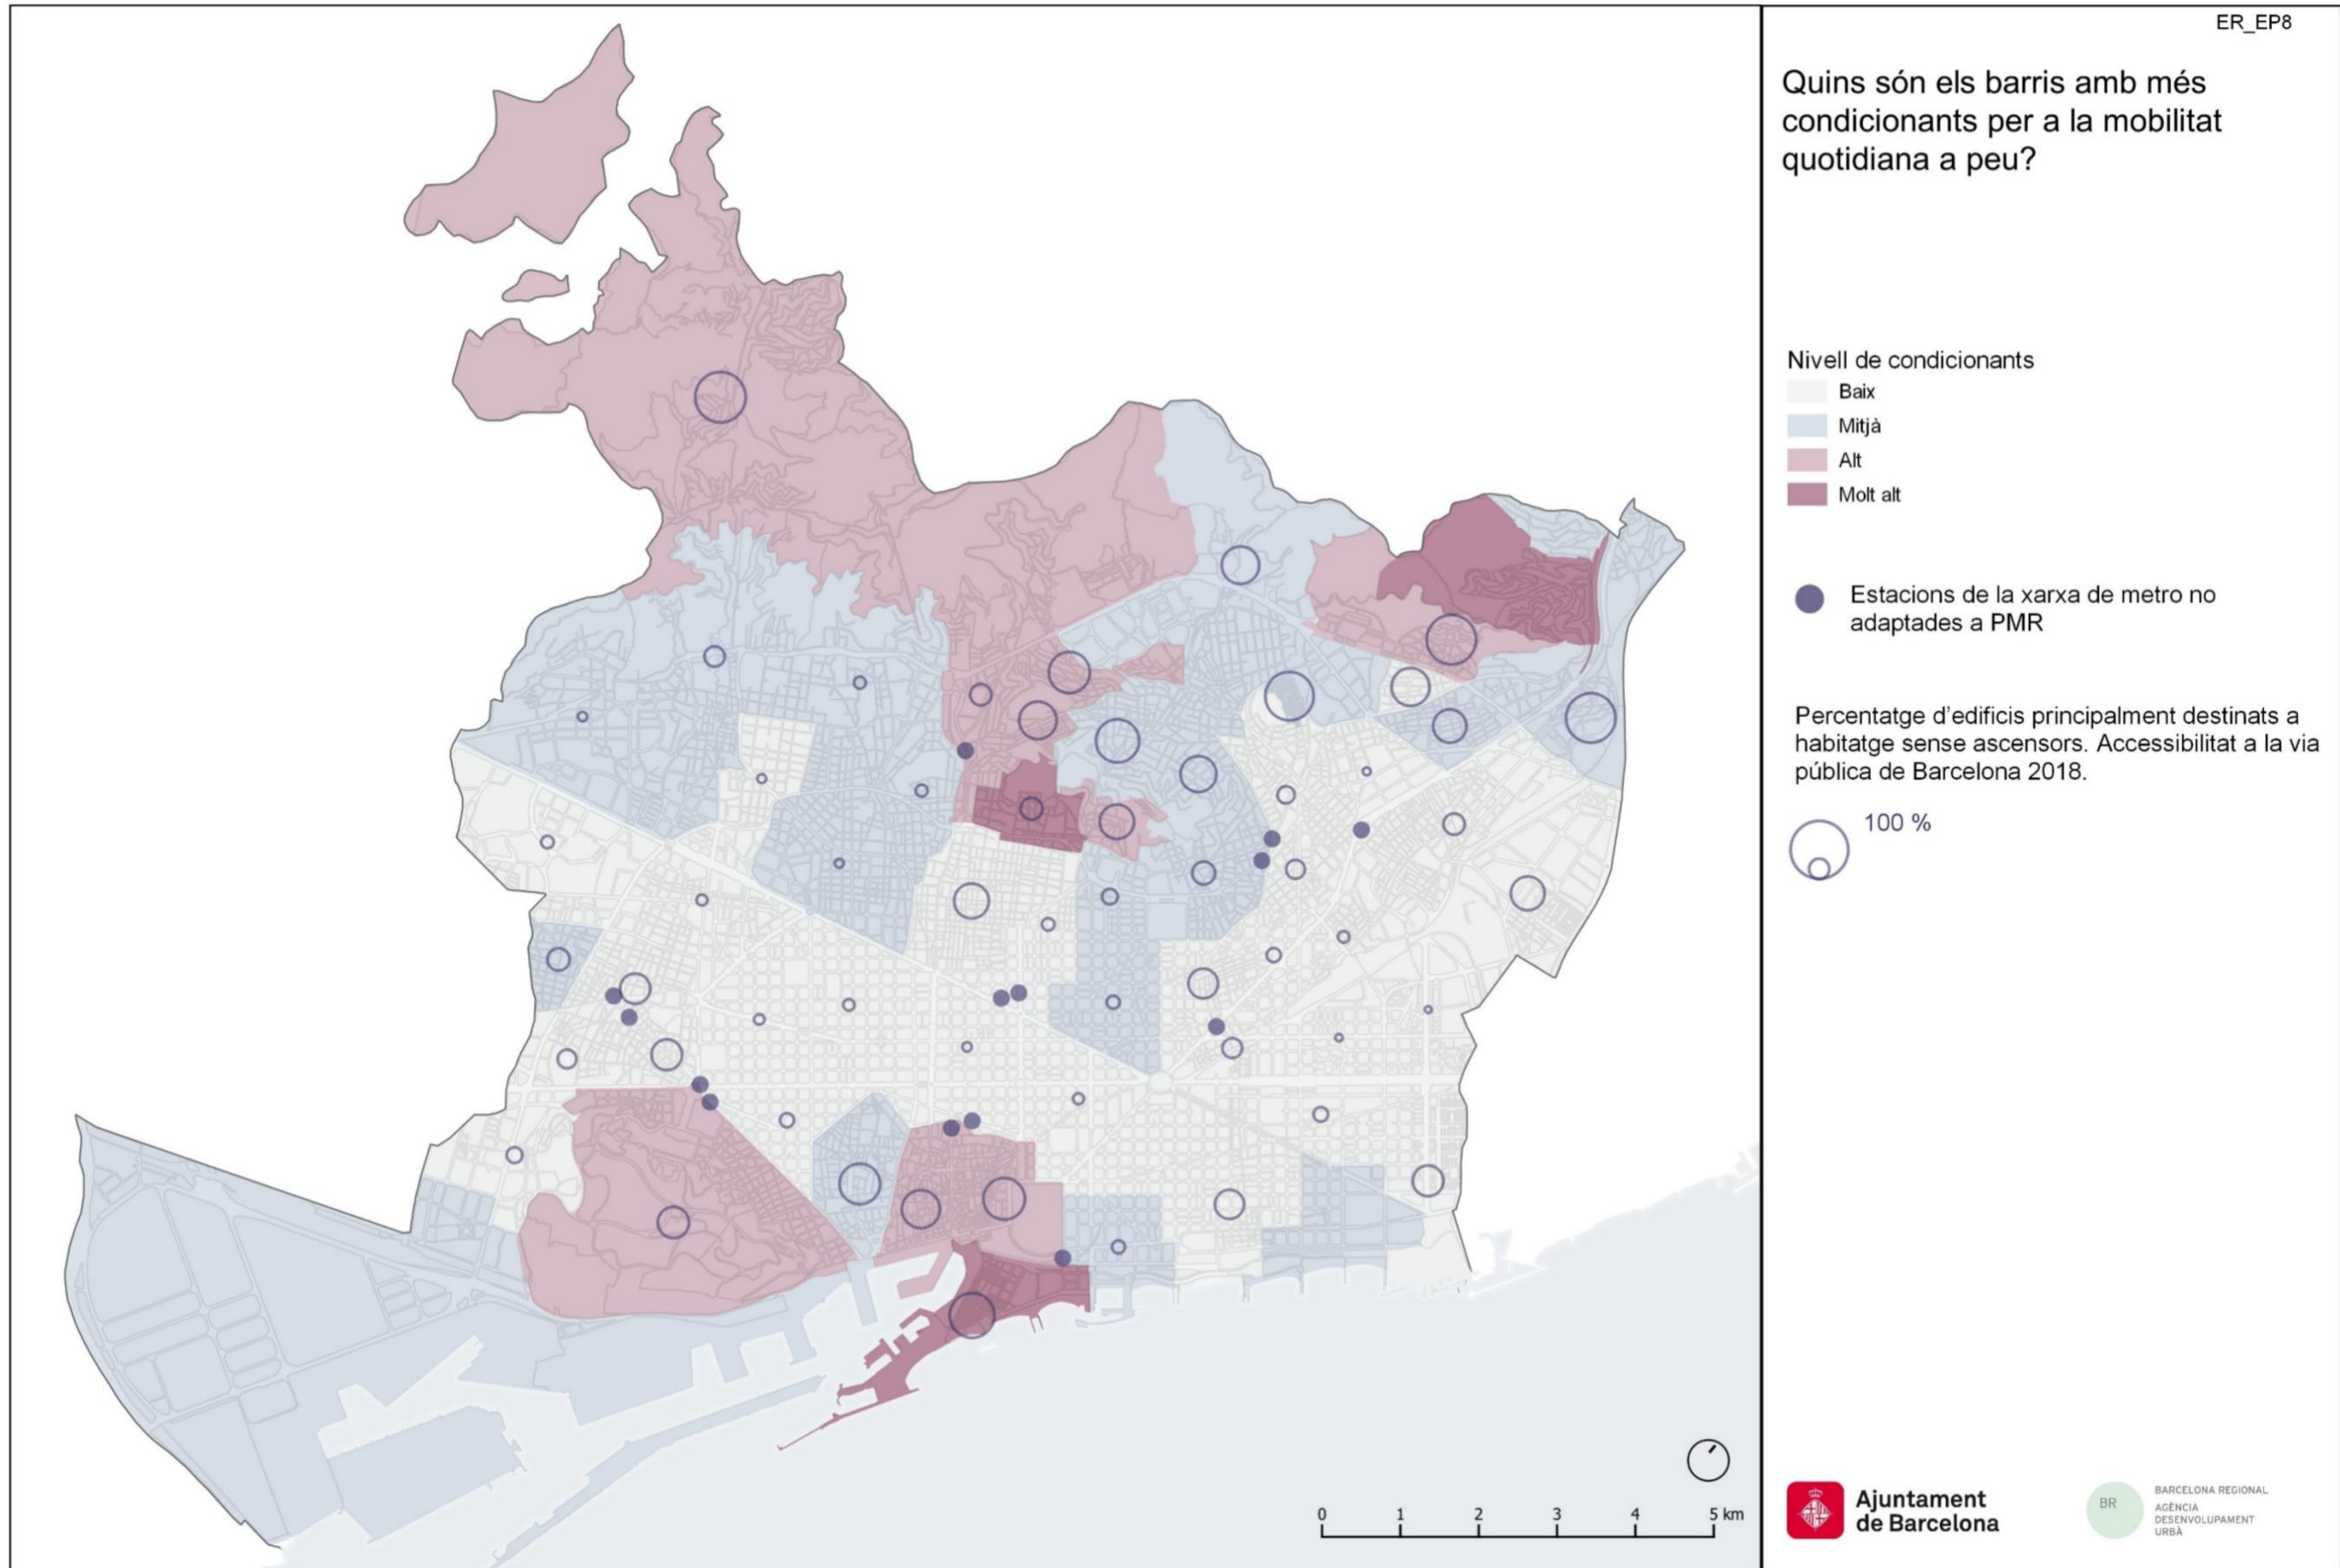 ER_EP8
Quins són els barris amb més
condicionants per a la mobilitat
quotidiana a peu?
Nivell de condicionants
Baix
Mitjà
Alt
Molt alt
Estacions de la xarxa de metro no
adaptades a PMR
Percentatge d'edificis principalment destinats a
habitatge sense ascensors. Accessibilitat a la via
pública de Barcelona 2018.
100 %
0 1 2 3 4 5 km
Ajuntament
de Barcelona
BR
BARCELONA REGIONAL
AGÈNCIA
DESENVOLUPAMENT
URBÀ